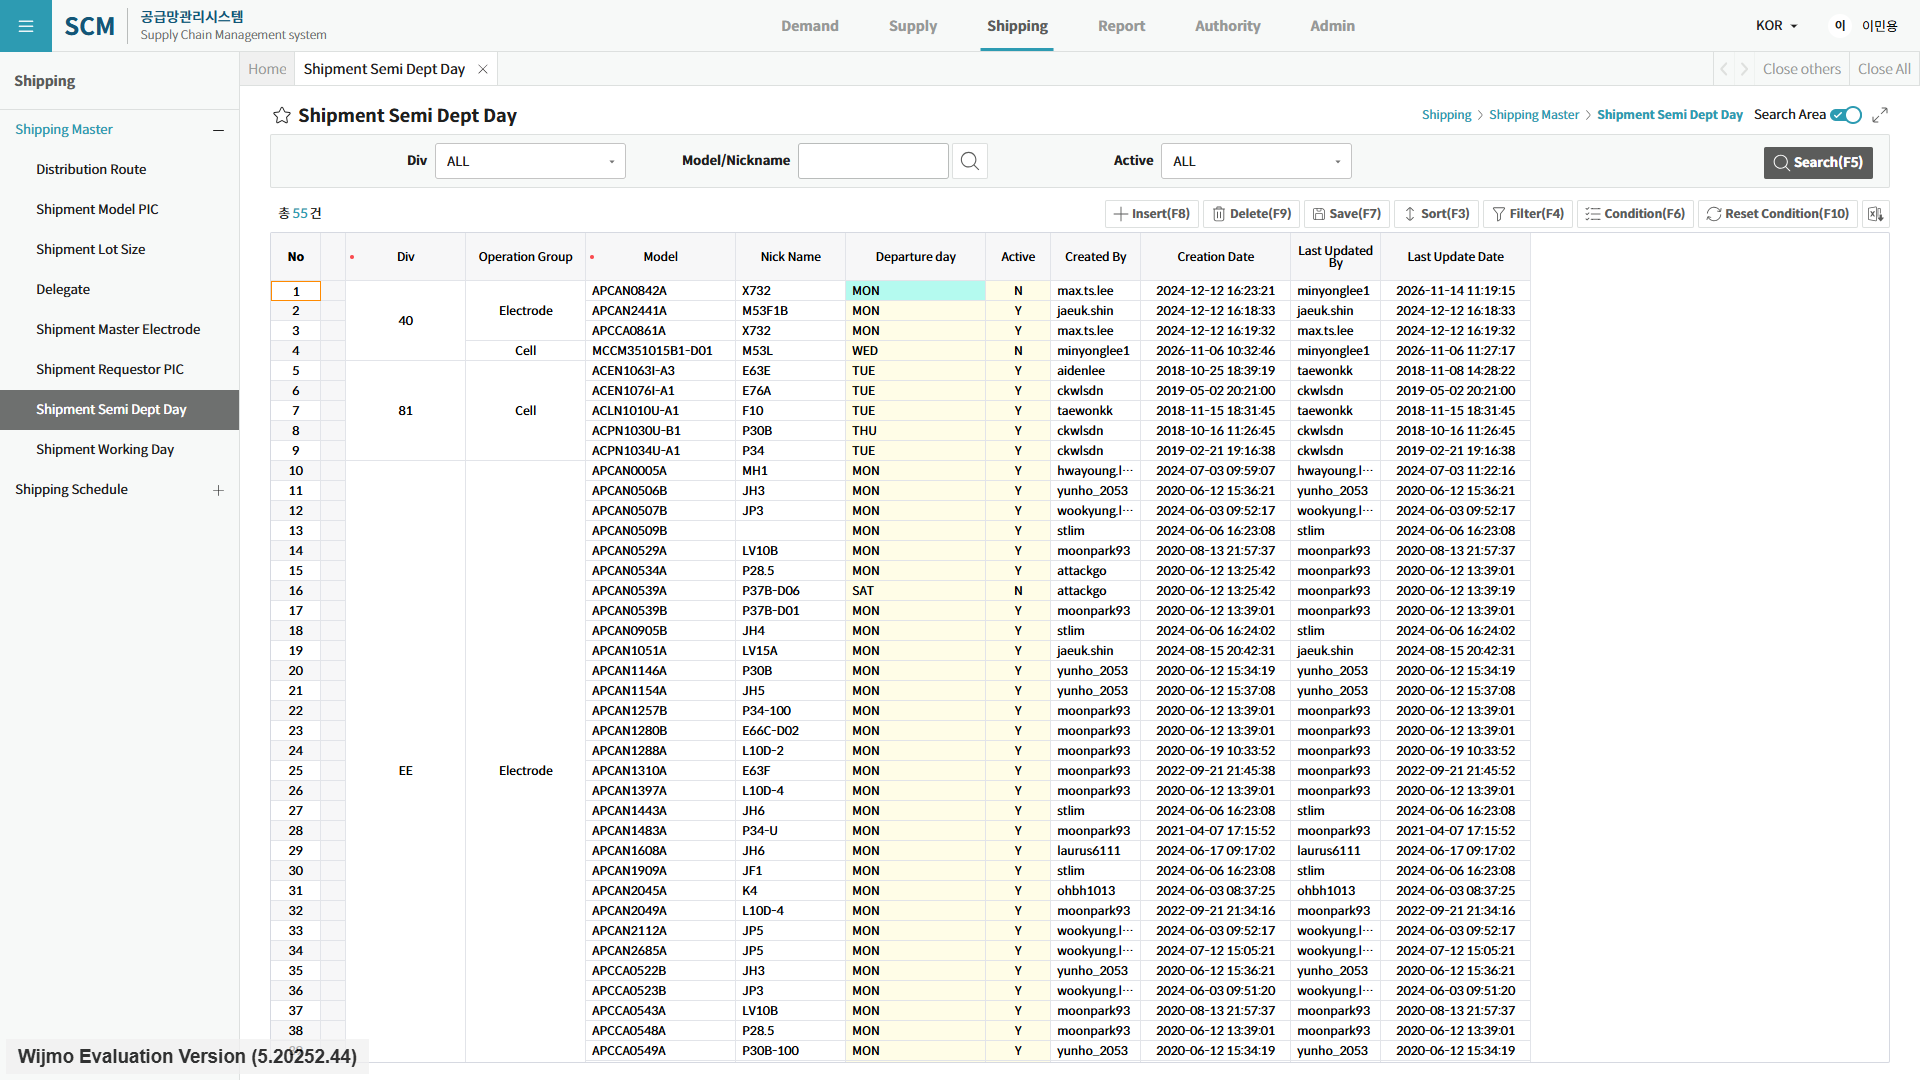 SCM
공급망관리시스템
Supply Chain Management system
Demand
Supply
Shipping
Report
Authority
Admin
KOR
이
이민용
Shipping
Home
Shipment Semi Dept Day
Close others
Close All
Shipping Master
Distribution Route
Shipment Model PIC
Shipment Lot Size
Delegate
Shipment Master Electrode
Shipment Requestor PIC
Shipment Semi Dept Day
Shipment Working Day
Shipping Schedule
Shipment Semi Dept Day
Shipping > Shipping Master > Shipment Semi Dept Day
Search Area
Div ALL
Model/Nickname
Active ALL
Search(F5)
총 55 건
Insert(F8) Delete(F9) Save(F7) Sort(F3) Filter(F4) Condition(F6) Reset Condition(F10)
No Div Operation Group Model Nick Name Departure day Active Created By Creation Date Last Updated By Last Update Date
1 40 Electrode APCAN0842A X732 MON N max.ts.lee 2024-12-12 16:23:21 minyonglee1 2026-11-14 11:19:15
2 APCAN2441A M53F1B MON Y jaeuk.shin 2024-12-12 16:18:33 jaeuk.shin 2024-12-12 16:18:33
3 APCCA0861A X732 MON Y max.ts.lee 2024-12-12 16:19:32 max.ts.lee 2024-12-12 16:19:32
4 Cell MCCM351015B1-D01 M53L WED N minyonglee1 2026-11-06 10:32:46 minyonglee1 2026-11-06 11:27:17
5 81 Cell ACEN1063I-A3 E63E TUE Y aidenlee 2018-10-25 18:39:19 taewonkk 2018-11-08 14:28:22
6 ACEN1076I-A1 E76A TUE Y ckwlsdn 2019-05-02 20:21:00 ckwlsdn 2019-05-02 20:21:00
7 ACLN1010U-A1 F10 TUE Y taewonkk 2018-11-15 18:31:45 taewonkk 2018-11-15 18:31:45
8 ACPN1030U-B1 P30B THU Y ckwlsdn 2018-10-16 11:26:45 ckwlsdn 2018-10-16 11:26:45
9 ACPN1034U-A1 P34 TUE Y ckwlsdn 2019-02-21 19:16:38 ckwlsdn 2019-02-21 19:16:38
10 EE Electrode APCAN0005A MH1 MON Y hwayoung.l··· 2024-07-03 09:59:07 hwayoung.l··· 2024-07-03 11:22:16
11 APCAN0506B JH3 MON Y yunho_2053 2020-06-12 15:36:21 yunho_2053 2020-06-12 15:36:21
12 APCAN0507B JP3 MON Y wookyung.l··· 2024-06-03 09:52:17 wookyung.l··· 2024-06-03 09:52:17
13 APCAN0509B MON Y stlim 2024-06-06 16:23:08 stlim 2024-06-06 16:23:08
14 APCAN0529A LV10B MON Y moonpark93 2020-08-13 21:57:37 moonpark93 2020-08-13 21:57:37
15 APCAN0534A P28.5 MON Y attackgo 2020-06-12 13:25:42 moonpark93 2020-06-12 13:39:01
16 APCAN0539A P37B-D06 SAT N attackgo 2020-06-12 13:25:42 moonpark93 2020-06-12 13:39:19
17 APCAN0539B P37B-D01 MON Y moonpark93 2020-06-12 13:39:01 moonpark93 2020-06-12 13:39:01
18 APCAN0905B JH4 MON Y stlim 2024-06-06 16:24:02 stlim 2024-06-06 16:24:02
19 APCAN1051A LV15A MON Y jaeuk.shin 2024-08-15 20:42:31 jaeuk.shin 2024-08-15 20:42:31
20 APCAN1146A P30B MON Y yunho_2053 2020-06-12 15:34:19 yunho_2053 2020-06-12 15:34:19
21 APCAN1154A JH5 MON Y yunho_2053 2020-06-12 15:37:08 yunho_2053 2020-06-12 15:37:08
22 APCAN1257B P34-100 MON Y moonpark93 2020-06-12 13:39:01 moonpark93 2020-06-12 13:39:01
23 APCAN1280B E66C-D02 MON Y moonpark93 2020-06-12 13:39:01 moonpark93 2020-06-12 13:39:01
24 APCAN1288A L10D-2 MON Y moonpark93 2020-06-19 10:33:52 moonpark93 2020-06-19 10:33:52
25 APCAN1310A E63F MON Y moonpark93 2022-09-21 21:45:38 moonpark93 2022-09-21 21:45:52
26 APCAN1397A L10D-4 MON Y moonpark93 2020-06-12 13:39:01 moonpark93 2020-06-12 13:39:01
27 APCAN1443A JH6 MON Y stlim 2024-06-06 16:23:08 stlim 2024-06-06 16:23:08
28 APCAN1483A P34-U MON Y moonpark93 2021-04-07 17:15:52 moonpark93 2021-04-07 17:15:52
29 APCAN1608A JH6 MON Y laurus6111 2024-06-17 09:17:02 laurus6111 2024-06-17 09:17:02
30 APCAN1909A JF1 MON Y stlim 2024-06-06 16:23:08 stlim 2024-06-06 16:23:08
31 APCAN2045A K4 MON Y ohbh1013 2024-06-03 08:37:25 ohbh1013 2024-06-03 08:37:25
32 APCAN2049A L10D-4 MON Y moonpark93 2022-09-21 21:34:16 moonpark93 2022-09-21 21:34:16
33 APCAN2112A JP5 MON Y wookyung.l··· 2024-06-03 09:52:17 wookyung.l··· 2024-06-03 09:52:17
34 APCAN2685A JP5 MON Y wookyung.l··· 2024-07-12 15:05:21 wookyung.l··· 2024-07-12 15:05:21
35 APCCA0522B JH3 MON Y yunho_2053 2020-06-12 15:36:21 yunho_2053 2020-06-12 15:36:21
36 APCCA0523B JP3 MON Y wookyung.l··· 2024-06-03 09:51:20 wookyung.l··· 2024-06-03 09:51:20
37 APCCA0543A LV10B MON Y moonpark93 2020-08-13 21:57:37 moonpark93 2020-08-13 21:57:37
38 APCCA0548A P28.5 MON Y moonpark93 2020-06-12 13:39:01 moonpark93 2020-06-12 13:39:01
APCCA0549A P30B-100 MON Y yunho_2053 2020-06-12 15:34:19 yunho_2053 2020-06-12 15:34:19
Wijmo Evaluation Version (5.20252.44)